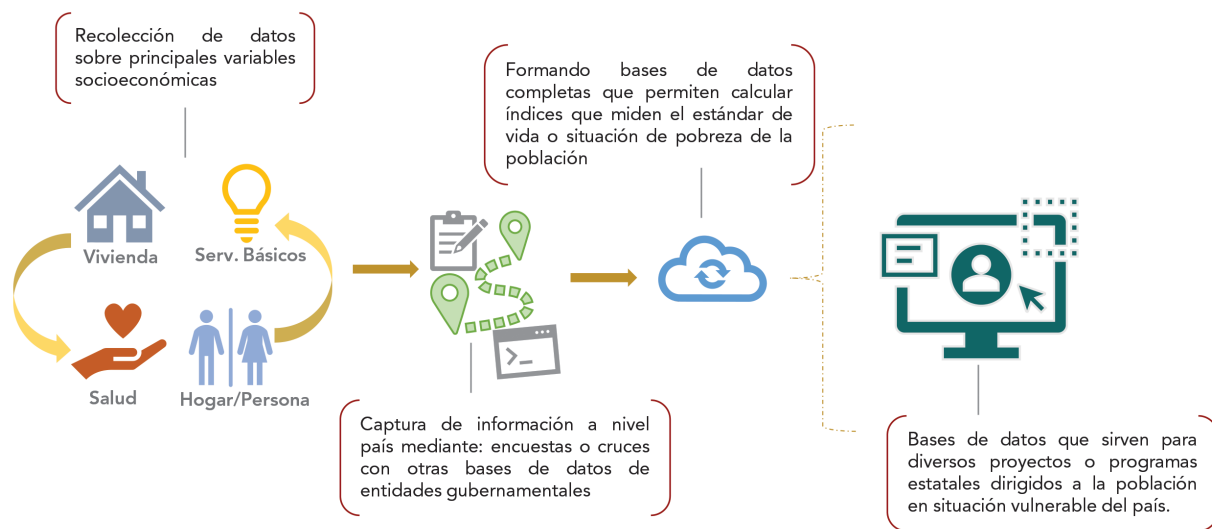 Recolección de datos
sobre principales variables
socioeconómicas
Formando bases de datos
completas que permiten calcular
índices que miden el estándar de
vida o situación de pobreza de la
población
Vivienda
Serv. Básicos
Salud
Hogar/Persona
>_
Captura de información a nivel
país mediante: encuestas o cruces
con otras bases de datos de
entidades gubernamentales
Bases de datos que sirven para
diversos proyectos o programas
estatales dirigidos a la población
en situación vulnerable del país.